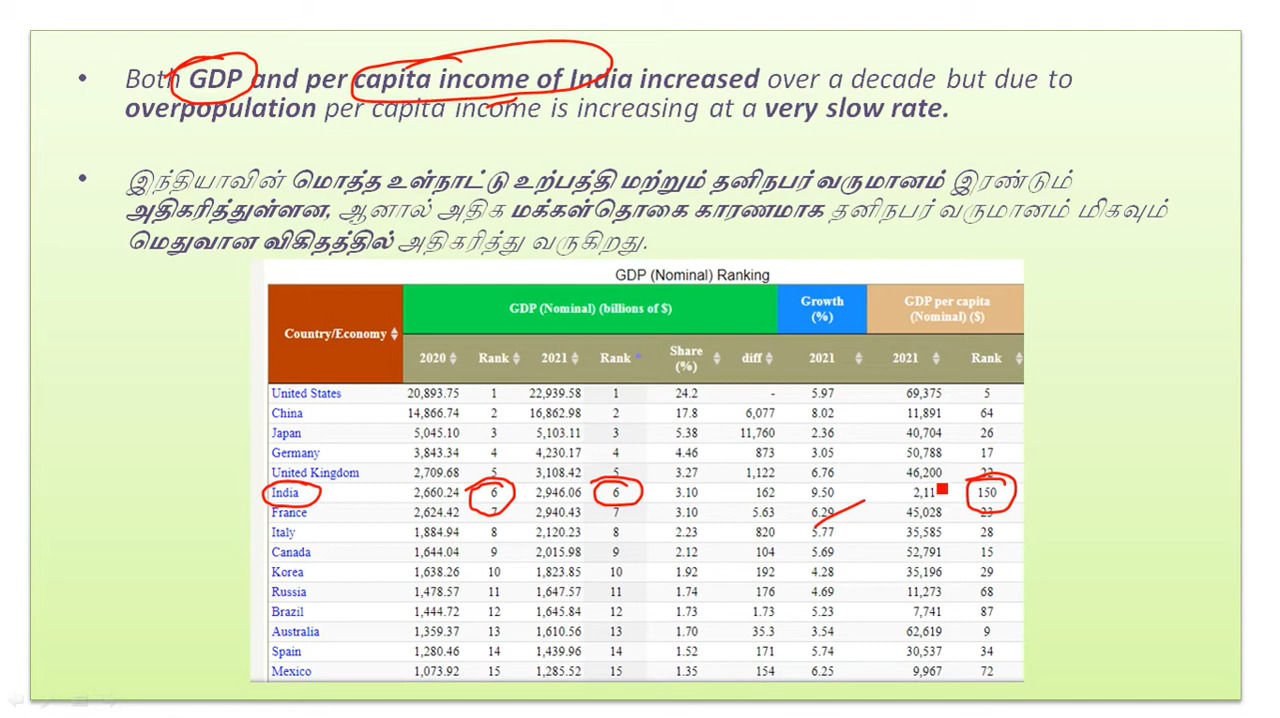 • Both GDP and per capita income of India increased over a decade but due to
overpopulation per capita income is increasing at a very slow rate.
• இந்தியாவின் மொத்த உள்நாட்டு உற்பத்தி மற்றும் தனிநபர் வருமானம் இரண்டும்
அதிகரித்துள்ளன, ஆனால் அதிக மக்கள்தொகை காரணமாக தனிநபர் வருமானம் மிகவும்
மெதுவான விகிதத்தில் அதிகரித்து வருகிறது.
GDP (Nominal) Ranking
Country/Economy GDP (Nominal) (billions of $) Growth (%) GDP per capita (Nominal) ($)
2020 Rank 2021 Rank Share (%) diff 2021 2021 Rank
United States 20,893.75 1 22,939.58 1 24.2 - 5.97 69,375 5
China 14,866.74 2 16,862.98 2 17.8 6,077 8.02 11,891 64
Japan 5,045.10 3 5,103.11 3 5.38 11,760 2.36 40,704 26
Germany 3,843.34 4 4,230.17 4 4.46 873 3.05 50,788 17
United Kingdom 2,709.68 5 3,108.42 5 3.27 1,122 6.76 46,200 22
India 2,660.24 6 2,946.06 6 3.10 162 9.50 150
France 2,624.42 7 2,940.43 7 3.10 5.63 6.29 45,028 23
Italy 1,884.94 8 2,120.23 8 2.23 820 5.77 35,585 28
Canada 1,644.04 9 2,015.98 9 2.12 104 5.69 52,791 15
Korea 1,638.26 10 1,823.85 10 1.92 192 4.28 35,196 29
Russia 1,478.57 11 1,647.57 11 1.74 176 4.69 11,273 68
Brazil 1,444.72 12 1,645.84 12 1.73 1.73 5.23 7,741 87
Australia 1,359.37 13 1,610.56 13 1.70 35.3 3.54 62,619 9
Spain 1,280.46 14 1,439.96 14 1.52 171 5.74 30,537 34
Mexico 1,073.92 15 1,285.52 15 1.35 154 6.25 9,967 72